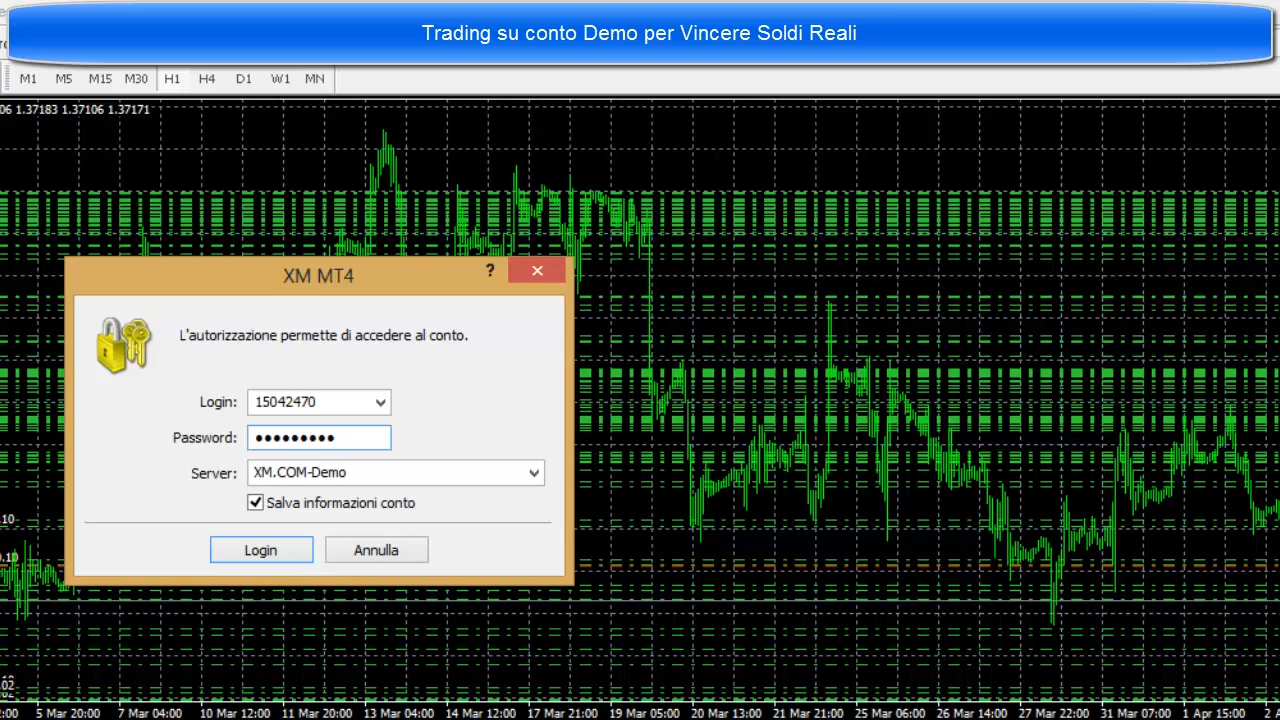 Trading su conto Demo per Vincere Soldi Reali
M1 M5 M15 M30 H1 H4 D1 W1 MN
06 1.37183 1.37106 1.37171
XM MT4
?
L'autorizzazione permette di accedere al conto.
Login: 15042470
Password: ●●●●●●●●●
Server: XM.COM-Demo
Salva informazioni conto
Login Annulla
.10
0.10
5 Mar 20:00 7 Mar 04:00 10 Mar 12:00 11 Mar 20:00 13 Mar 04:00 14 Mar 12:00 17 Mar 21:00 19 Mar 05:00 20 Mar 13:00 21 Mar 21:00 25 Mar 06:00 26 Mar 14:00 27 Mar 22:00 31 Mar 07:00 1 Apr 15:00